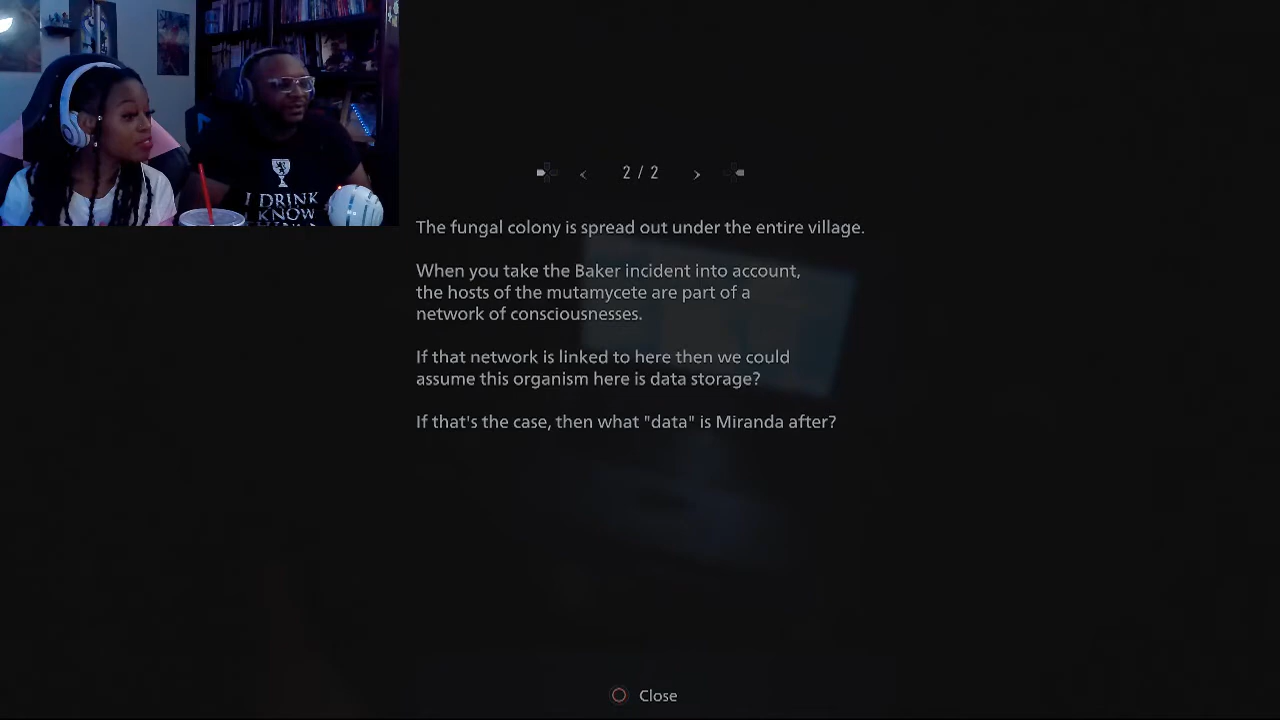 I DRINK
I KNOW
2 / 2
The fungal colony is spread out under the entire village.
When you take the Baker incident into account,
the hosts of the mutamycete are part of a
network of consciousnesses.
If that network is linked to here then we could
assume this organism here is data storage?
If that's the case, then what "data" is Miranda after?
Close